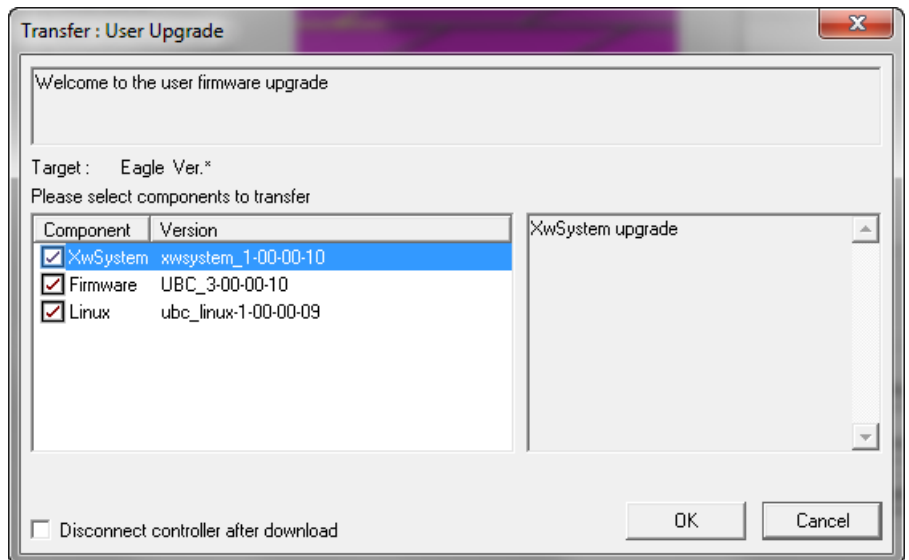 Transfer : User Upgrade
Welcome to the user firmware upgrade
Target : Eagle Ver.*
Please select components to transfer
Component Version
XwSystem xwsystem_1-00-00-10
Firmware UBC_3-00-00-10
Linux ubc_linux-1-00-00-09
XwSystem upgrade
Disconnect controller after download
OK Cancel